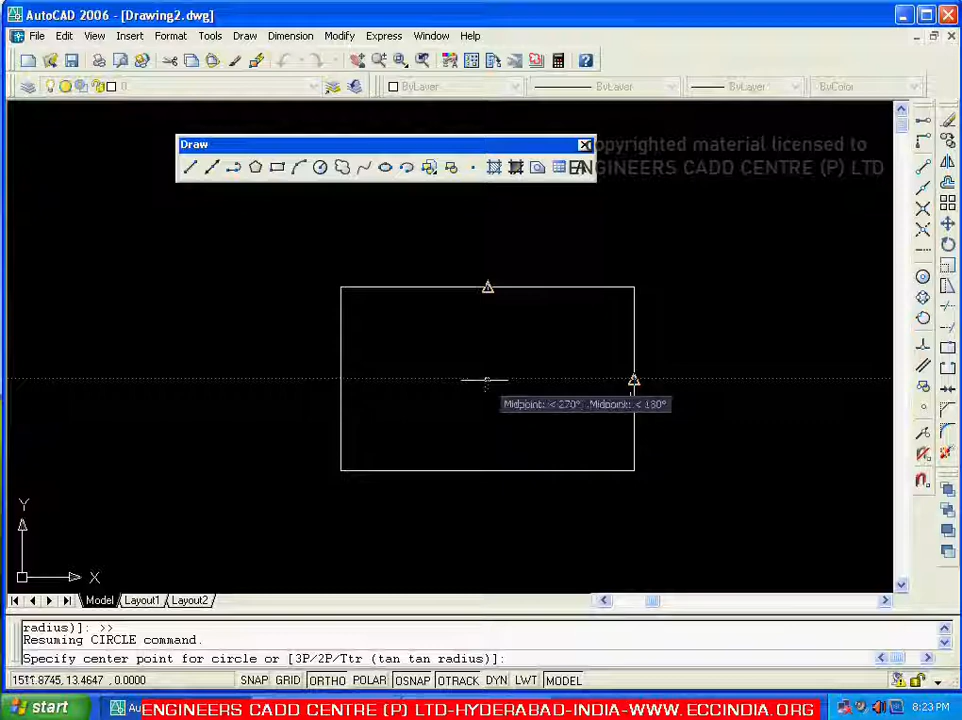 AutoCAD 2006 - [Drawing2.dwg]
File Edit View Insert Format Tools Draw Dimension Modify Express Window Help
0 ByLayer ByLayer ByLayer ByColor
Draw
Copyrighted material licensed to
ENGINEERS CADD CENTRE (P) LTD
Midpoint: < 270°, Midpoint: < 180°
Y
X
Model Layout1 Layout2
radius)]: >>
Resuming CIRCLE command.
Specify center point for circle or [3P/2P/Ttr (tan tan radius)]:
1511.8745, 13.4647 , 0.0000 SNAP GRID ORTHO POLAR OSNAP OTRACK DYN LWT MODEL
start ENGINEERS CADD CENTRE (P) LTD-HYDERABAD-INDIA-WWW.ECCINDIA.ORG 8:23 PM